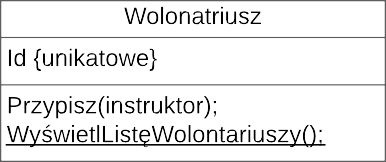 Wolonatriusz
Id {unikatowe}
Przypisz(instruktor);
WyświetlListęWolontariuszy();